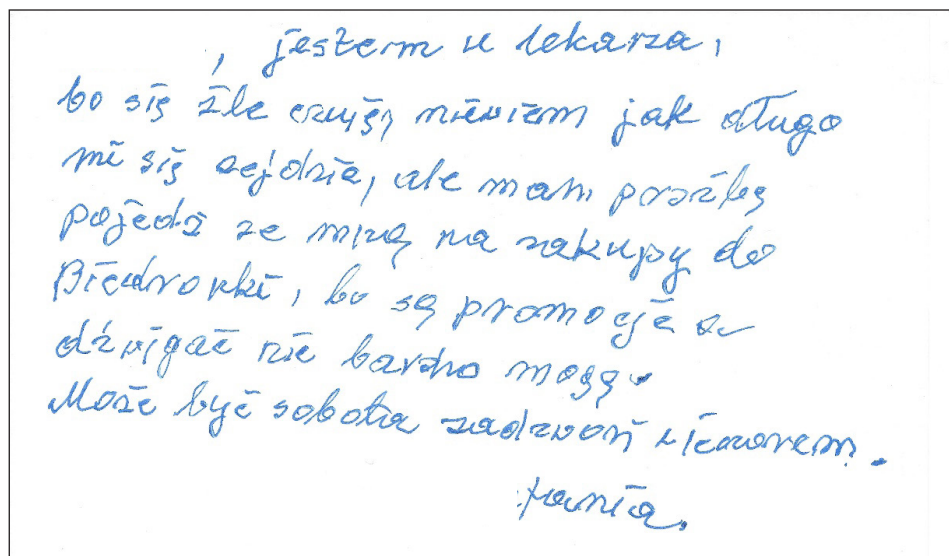 , jestem u lekarza,
bo się źle czuję, niewiem jak długo
mi się zejdzie, ale mam prośbę
pojedź ze mną na zakupy do
Biedronki, bo są promocje a
dźwigać nie bardzo mogę.
Może być sobota zadzwoń wieczorem.
Hania.